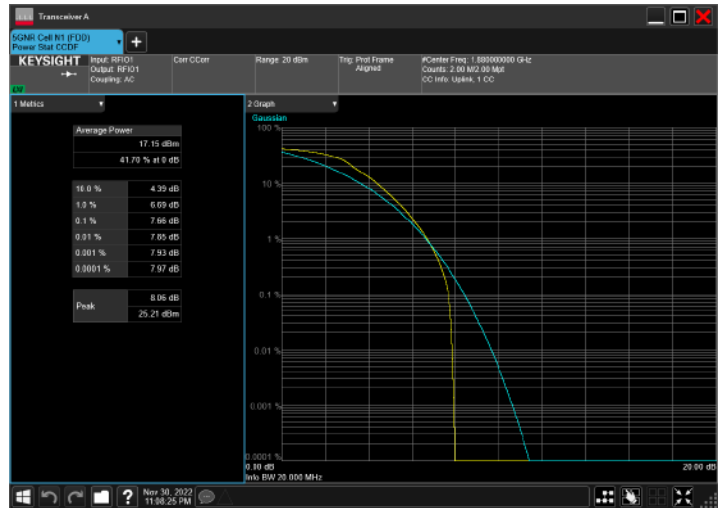 Transceiver A
5GNR Cell N1 (FDD)
Power Stat CCDF
KEYSIGHT
Input: RFIO1
Output: RFIO1
Coupling: AC
Corr CCorr
Range: 20 dBm
Trig: Prot Frame
Aligned
#Center Freq: 1.800000000 GHz
Counts: 2.00 M/2.00 Mpt
CC Info: Uplink, 1 CC
1 Metrics
Average Power
17.15 dBm
41.70 % at 0 dB
10.0 % 4.39 dB
1.0 % 6.69 dB
0.1 % 7.66 dB
0.01 % 7.85 dB
0.001 % 7.93 dB
0.0001 % 7.97 dB
Peak
8.06 dB
25.21 dBm
2 Graph
Gaussian
100 %
10 %
1 %
0.1 %
0.01 %
0.001 %
0.0001 %
0.00 dB
20.00 dB
Info BW 20.000 MHz
Nov 30, 2022
11:08:25 PM